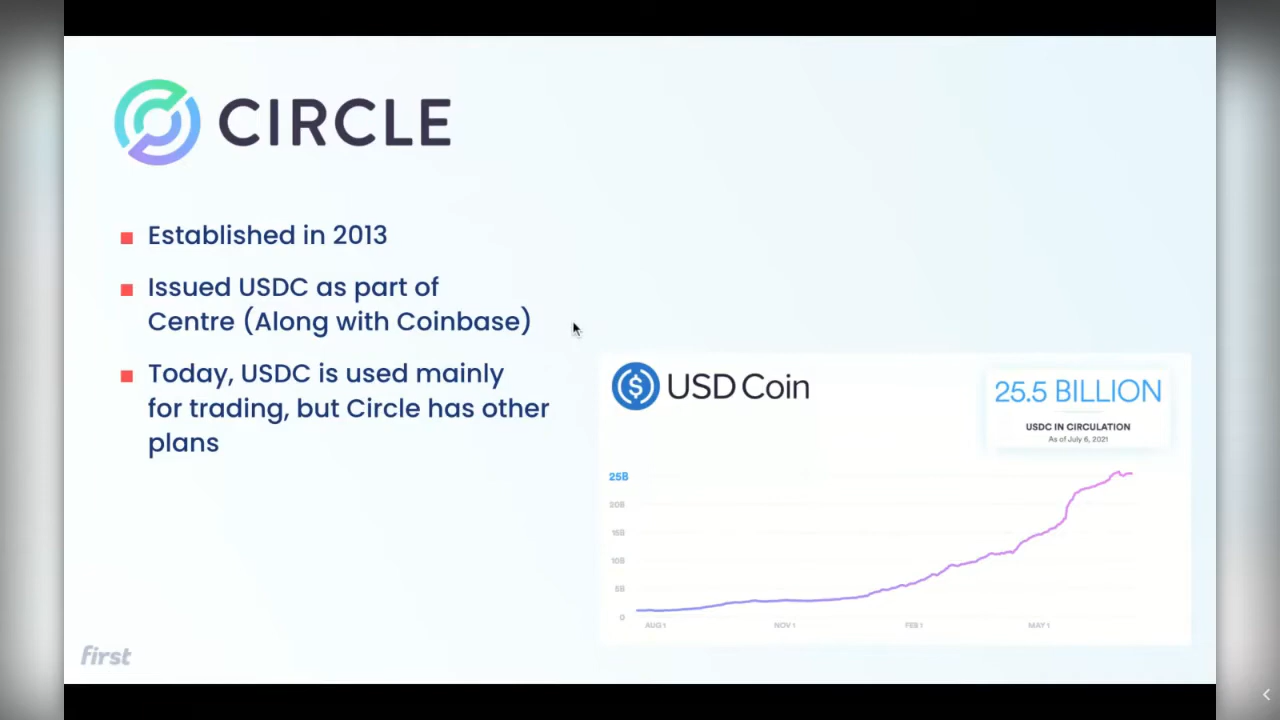 CIRCLE
Established in 2013
Issued USDC as part of
Centre (Along with Coinbase)
Today, USDC is used mainly
for trading, but Circle has other
plans
USD Coin
25.5 BILLION
USDC IN CIRCULATION
As of July 6, 2021
25B
20B
15B
10B
5B
0
AUG 1
NOV 1
FEB 1
MAY 1
first